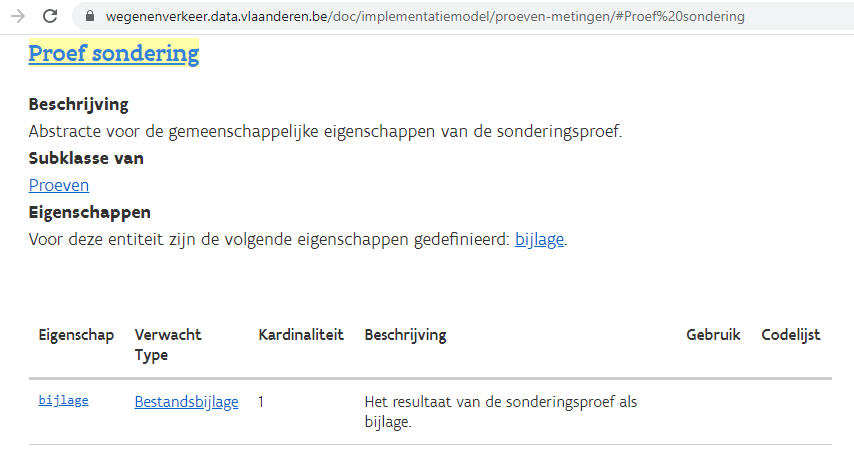 wegenenverkeer.data.vlaanderen.be/doc/implementatiemodel/proeven-metingen/#Proef%20sondering
Proef sondering
Beschrijving
Abstracte voor de gemeenschappelijke eigenschappen van de sonderingsproef.
Subklasse van
Proeven
Eigenschappen
Voor deze entiteit zijn de volgende eigenschappen gedefinieerd: bijlage.
Eigenschap Verwacht Type Kardinaliteit Beschrijving Gebruik Codelijst
bijlage Bestandsbijlage 1 Het resultaat van de sonderingsproef als
bijlage.